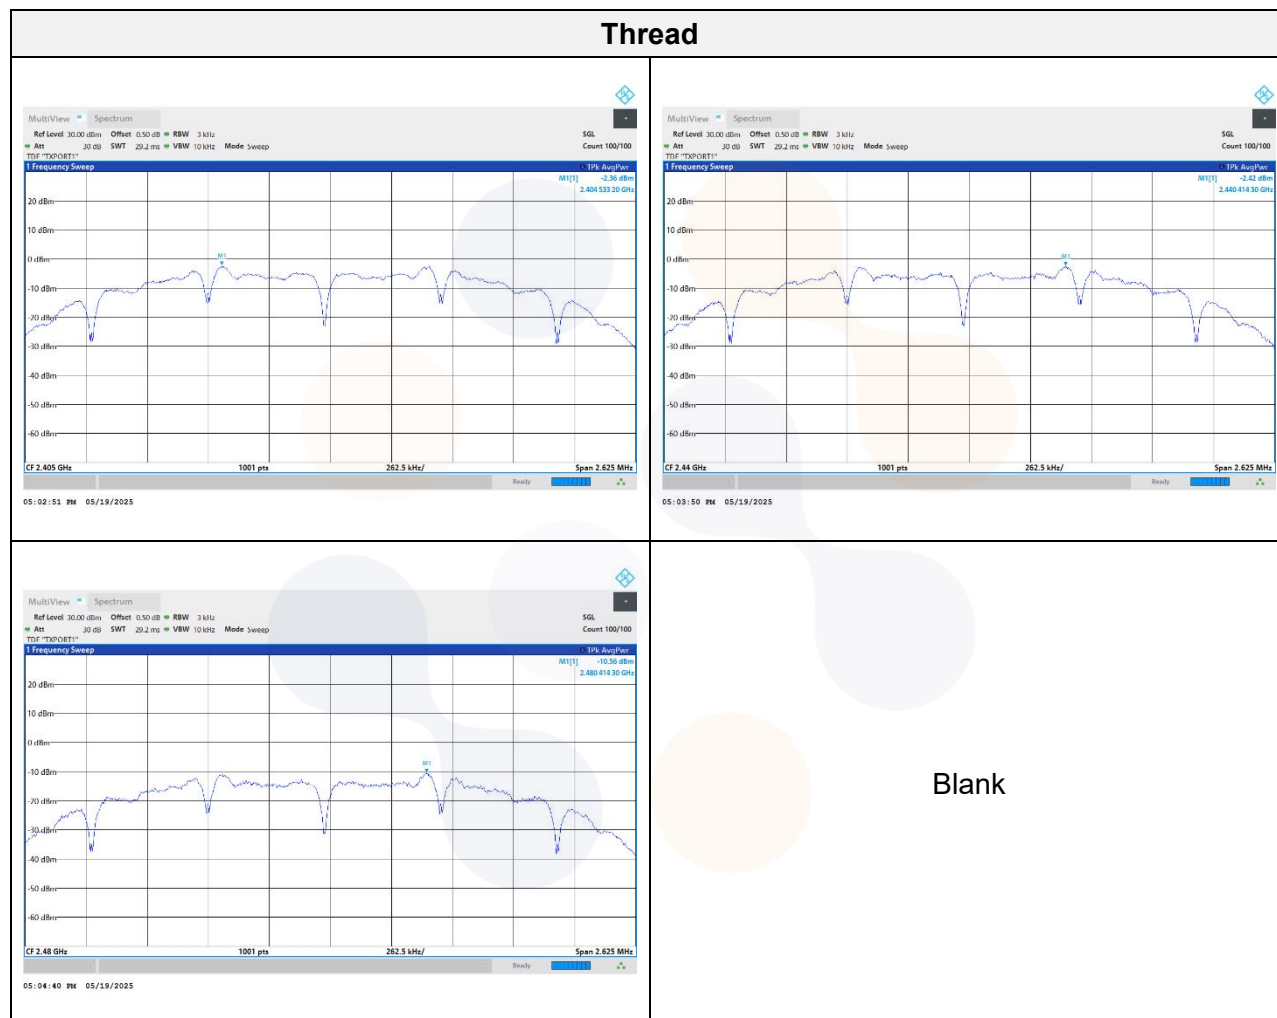 Thread
MultiView Spectrum
Ref Level 30.00 dBm Offset 0.50 dB RBW 3 kHz SGL
Att 30 dB SWT 29.2 ms VBW 10 kHz Mode Sweep Count 100/100
TDF "TXPORT1"
1 Frequency Sweep 1Pk AvgPwr
M1[1] -2.36 dBm
2.404 533 20 GHz
20 dBm
10 dBm
M1
0 dBm
-10 dBm
-20 dBm
-30 dBm
-40 dBm
-50 dBm
-60 dBm
CF 2.405 GHz 1001 pts 262.5 kHz/ Span 2.625 MHz
Ready
05:02:51 PM 05/19/2025
MultiView Spectrum
Ref Level 30.00 dBm Offset 0.50 dB RBW 3 kHz SGL
Att 30 dB SWT 29.2 ms VBW 10 kHz Mode Sweep Count 100/100
TDF "TXPORT1"
1 Frequency Sweep 1Pk AvgPwr
M1[1] -2.42 dBm
2.440 414 30 GHz
20 dBm
10 dBm
M1
0 dBm
-10 dBm
-20 dBm
-30 dBm
-40 dBm
-50 dBm
-60 dBm
CF 2.44 GHz 1001 pts 262.5 kHz/ Span 2.625 MHz
Ready
05:03:50 PM 05/19/2025
MultiView Spectrum
Ref Level 30.00 dBm Offset 0.50 dB RBW 3 kHz SGL
Att 30 dB SWT 29.2 ms VBW 10 kHz Mode Sweep Count 100/100
TDF "TXPORT1"
1 Frequency Sweep 1Pk AvgPwr
M1[1] -10.56 dBm
2.480 414 30 GHz
20 dBm
10 dBm
0 dBm
M1
-10 dBm
-20 dBm
-30 dBm
-40 dBm
-50 dBm
-60 dBm
CF 2.48 GHz 1001 pts 262.5 kHz/ Span 2.625 MHz
Ready
05:04:40 PM 05/19/2025
Blank